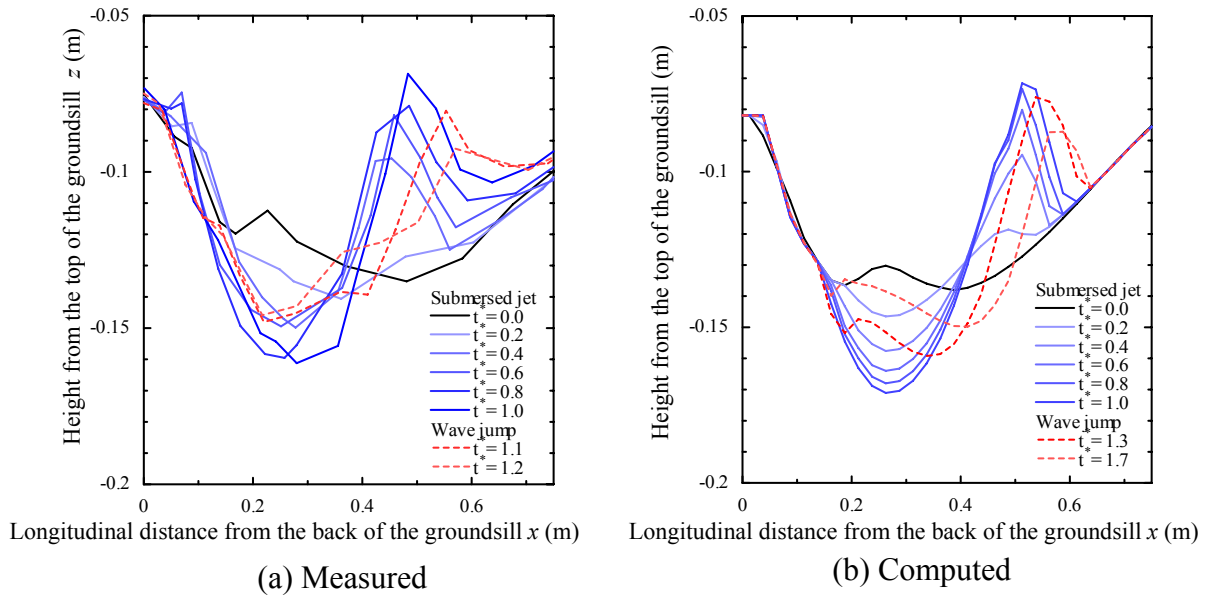 -0.05
-0.1
-0.15
-0.2
0
0.2
0.4
0.6
Height from the top of the groundsill z (m)
Submersed jet
t*= 0.0
t*= 0.2
t*= 0.4
t*= 0.6
t*= 0.8
t*= 1.0
Wave jump
t*= 1.1
t*= 1.2
Longitudinal distance from the back of the groundsill x (m)
(a) Measured
-0.05
-0.1
-0.15
-0.2
0
0.2
0.4
0.6
Height from the top of the groundsill (m)
Submersed jet
t*= 0.0
t*= 0.2
t*= 0.4
t*= 0.6
t*= 0.8
t*= 1.0
Wave jump
t*= 1.3
t*= 1.7
Longitudinal distance from the back of the groundsill x (m)
(b) Computed